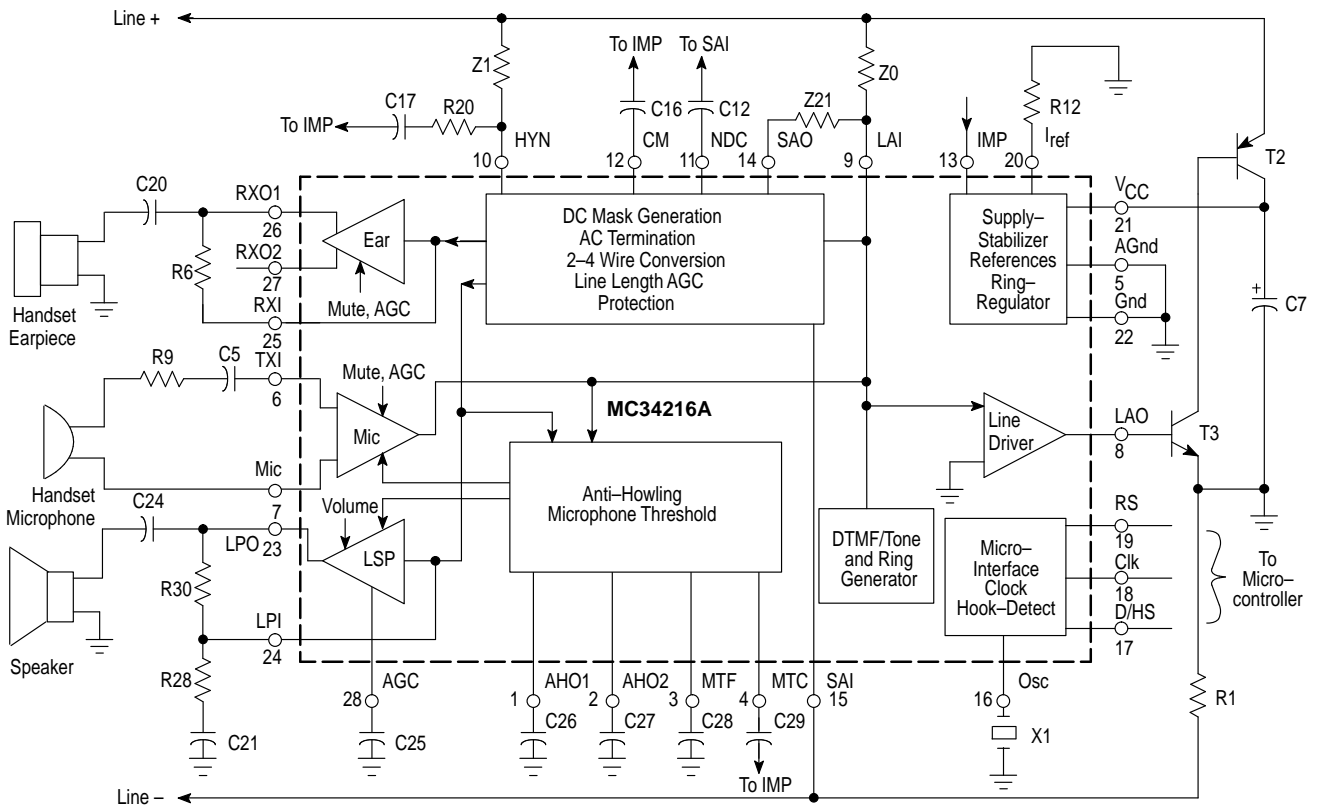 Line +
To IMP
To SAI
Z1
Z0
C17
R20
C16
C12
Z21
R12
To IMP
HYN
CM
NDC
SAO
LAI
IMP
Iref
10
12
11
14
9
13
20
T2
C20
RXO1
26
RXO2
27
R6
RXI
25
Ear
Mute, AGC
DC Mask Generation
AC Termination
2–4 Wire Conversion
Line Length AGC
Protection
Supply–
Stabilizer
References
Ring–
Regulator
VCC
21
AGnd
5
Gnd
22
+
C7
Handset
Earpiece
R9
C5
TXI
6
Mute, AGC
Mic
MC34216A
Line
Driver
LAO
8
T3
Handset
Microphone
Mic
7
C24
LPO
23
Volume
LSP
Anti–Howling
Microphone Threshold
DTMF/Tone
and Ring
Generator
Micro–
Interface
Clock
Hook–Detect
RS
19
Clk
18
D/HS
17
To
Micro–
controller
R30
LPI
24
Speaker
R28
C21
AGC
28
C25
AHO1
1
C26
AHO2
2
C27
MTF
3
C28
MTC
4
C29
To IMP
SAI
15
Osc
16
X1
R1
Line –